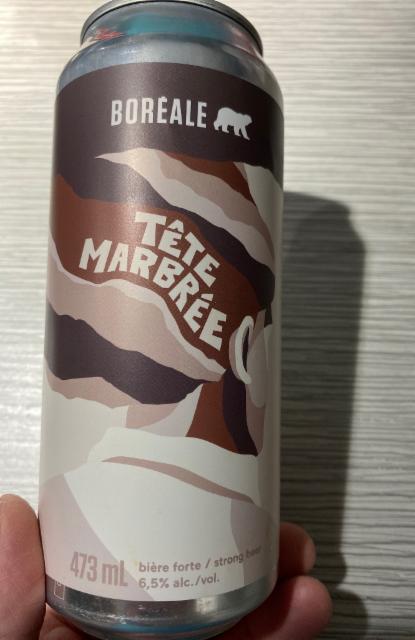 BORÉALE
TÊTE
MARBRÉE
473 mL
bière forte / strong beer
6,5% alc./vol.